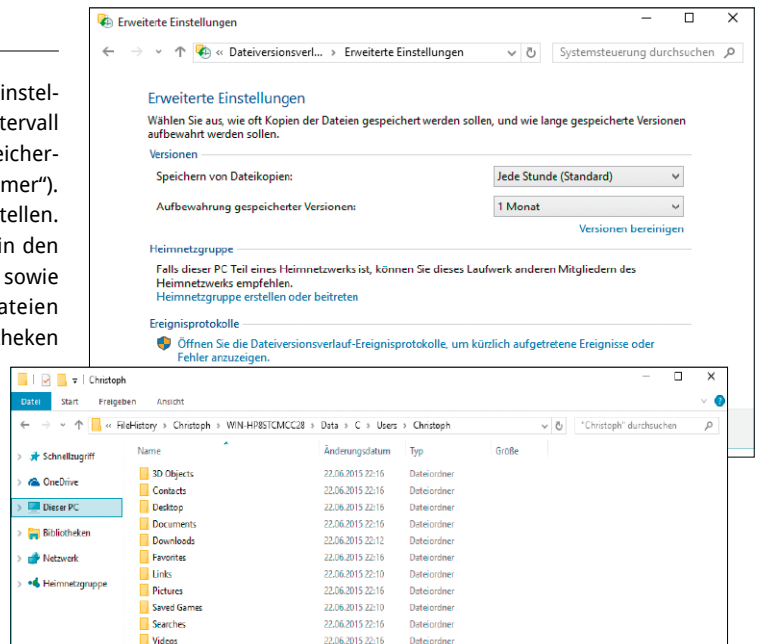 instel-
tervall
eicher-
mer“).
tellen.
in den
sowie
ateien
theken
Erweiterte Einstellungen
« Dateiversionsverl... › Erweiterte Einstellungen
Systemsteuerung durchsuchen
Erweiterte Einstellungen
Wählen Sie aus, wie oft Kopien der Dateien gespeichert werden sollen, und wie lange gespeicherte Versionen
aufbewahrt werden sollen.
Versionen
Speichern von Dateikopien: Jede Stunde (Standard)
Aufbewahrung gespeicherter Versionen: 1 Monat
Versionen bereinigen
Heimnetzgruppe
Falls dieser PC Teil eines Heimnetzwerks ist, können Sie dieses Laufwerk anderen Mitgliedern des
Heimnetzwerks empfehlen.
Heimnetzgruppe erstellen oder beitreten
Ereignisprotokolle
Öffnen Sie die Dateiversionsverlauf-Ereignisprotokolle, um kürzlich aufgetretene Ereignisse oder
Fehler anzuzeigen.
Christoph
Datei Start Freigeben Ansicht
« FileHistory › Christoph › WIN-HP8STCMCC28 › Data › C › Users › Christoph
"Christoph" durchsuchen
Name Änderungsdatum Typ Größe
Schnellzugriff
OneDrive
Dieser PC
Bibliotheken
Netzwerk
Heimnetzgruppe
3D Objects 22.06.2015 22:16 Dateiordner
Contacts 22.06.2015 22:16 Dateiordner
Desktop 22.06.2015 22:16 Dateiordner
Documents 22.06.2015 22:16 Dateiordner
Downloads 22.06.2015 22:12 Dateiordner
Favorites 22.06.2015 22:16 Dateiordner
Links 22.06.2015 22:10 Dateiordner
Pictures 22.06.2015 22:16 Dateiordner
Saved Games 22.06.2015 22:10 Dateiordner
Searches 22.06.2015 22:16 Dateiordner
Videos 22.06.2015 22:16 Dateiordner